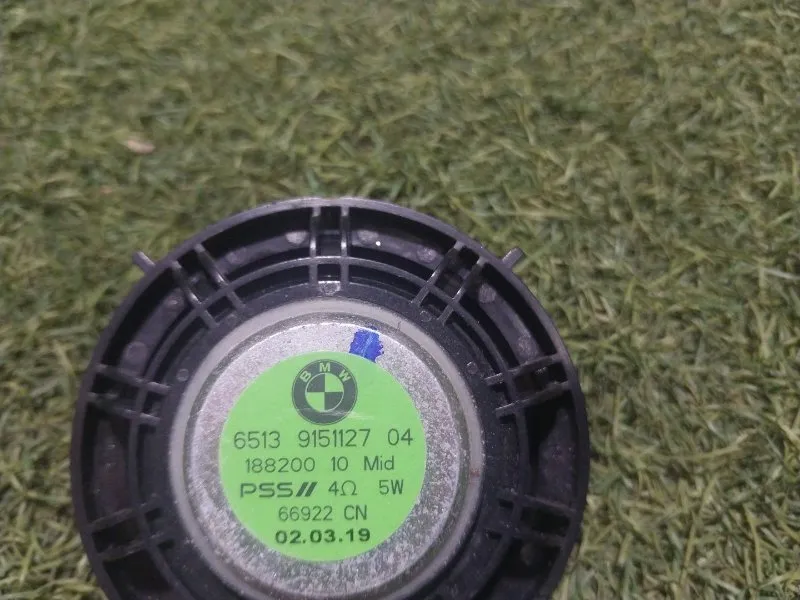 BMW
6513 9151127 04
188200 10 Mid
PSS// 4Ω 5W
66922 CN
02.03.19